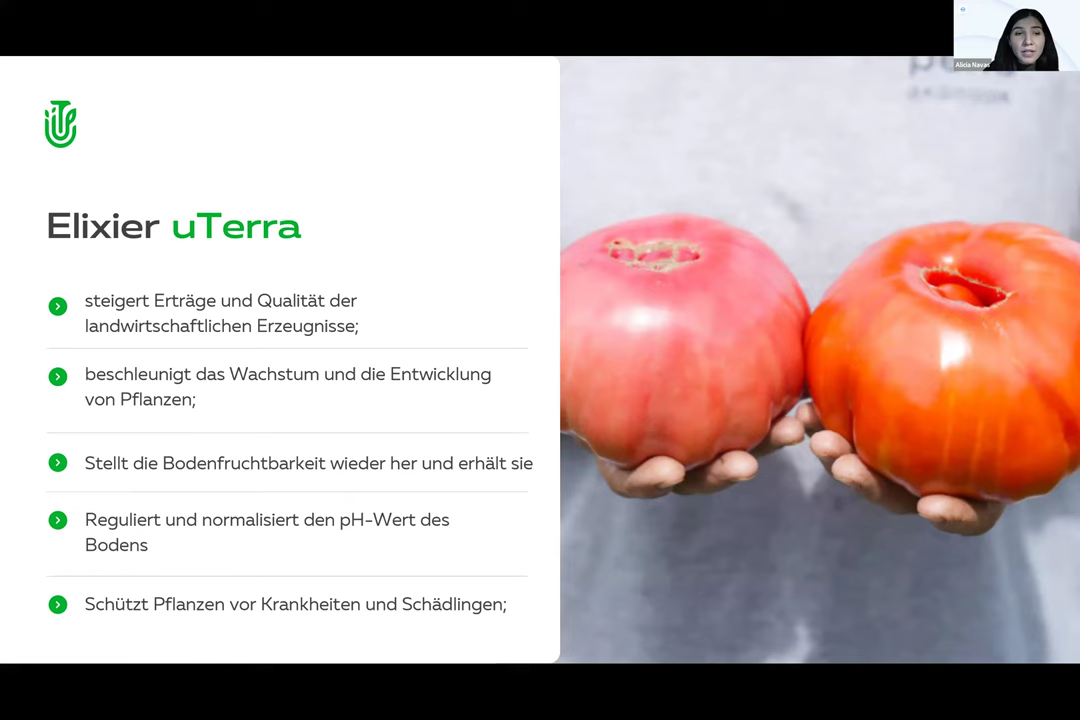 Alicia Navas
Elixier uTerra
steigert Erträge und Qualität der
landwirtschaftlichen Erzeugnisse;
beschleunigt das Wachstum und die Entwicklung
von Pflanzen;
Stellt die Bodenfruchtbarkeit wieder her und erhält sie
Reguliert und normalisiert den pH-Wert des
Bodens
Schützt Pflanzen vor Krankheiten und Schädlingen;